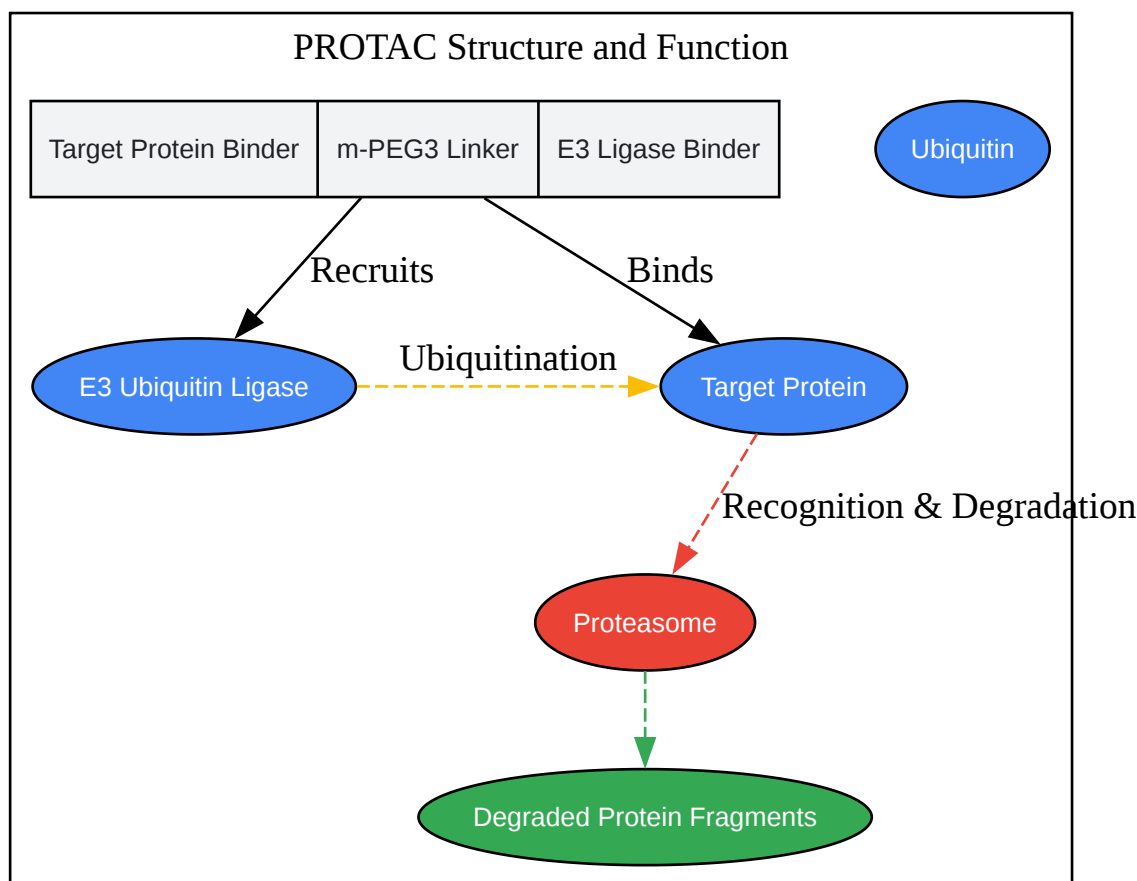 PROTAC Structure and Function
Target Protein Binder
m-PEG3 Linker
E3 Ligase Binder
Ubiquitin
Recruits
Binds
Ubiquitination
E3 Ubiquitin Ligase
Target Protein
Recognition & Degradation
Proteasome
Degraded Protein Fragments